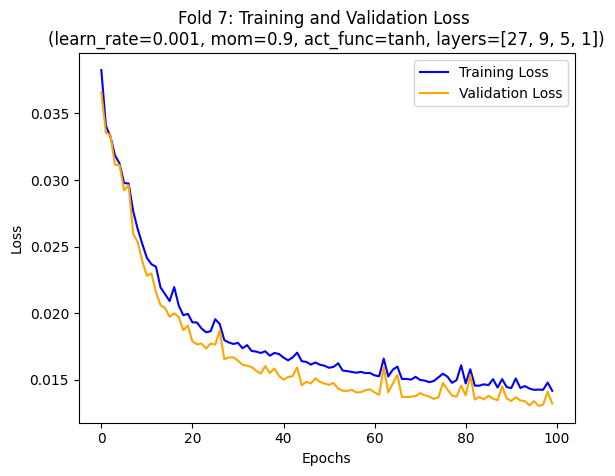 Fold 7: Training and Validation Loss
(learn_rate=0.001, mom=0.9, act_func=tanh, layers=[27, 9, 5, 1])
Training Loss
Validation Loss
0.035
0.030
0.025
0.020
0.015
Loss
0 20 40 60 80 100
Epochs